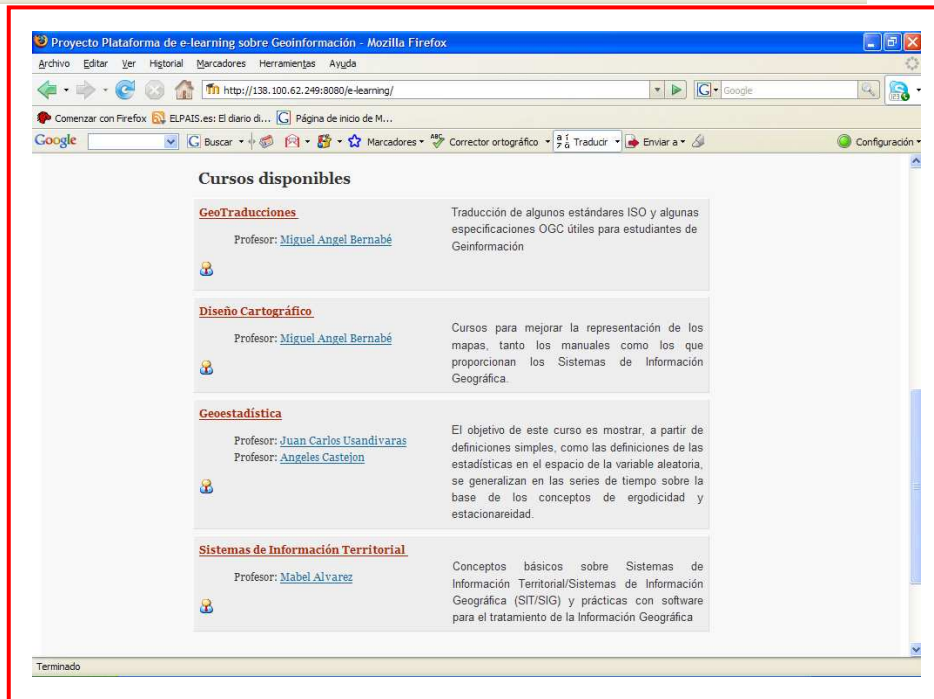 Proyecto Plataforma de e-learning sobre Geoinformación - Mozilla Firefox
Archivo Editar Ver Historial Marcadores Herramientas Ayuda
http://138.100.62.249:8080/e-learning/
Google
Comenzar con Firefox ELPAIS.es: El diario di... Página de inicio de M...
Google Buscar Marcadores Corrector ortográfico Traducir Enviar a Configuración
Cursos disponibles
GeoTraducciones
Profesor: Miguel Angel Bernabé
Traducción de algunos estándares ISO y algunas
especificaciones OGC útiles para estudiantes de
Geinformación
Diseño Cartográfico
Profesor: Miguel Angel Bernabé
Cursos para mejorar la representación de los
mapas, tanto los manuales como los que
proporcionan los Sistemas de Información
Geográfica.
Geoestadística
Profesor: Juan Carlos Usandivaras
Profesor: Angeles Castejon
El objetivo de este curso es mostrar, a partir de
definiciones simples, como las definiciones de las
estadísticas en el espacio de la variable aleatoria,
se generalizan en las series de tiempo sobre la
base de los conceptos de ergodicidad y
estacionareidad.
Sistemas de Información Territorial
Profesor: Mabel Alvarez
Conceptos básicos sobre Sistemas de
Información Territorial/Sistemas de Información
Geográfica (SIT/SIG) y prácticas con software
para el tratamiento de la Información Geográfica
Terminado